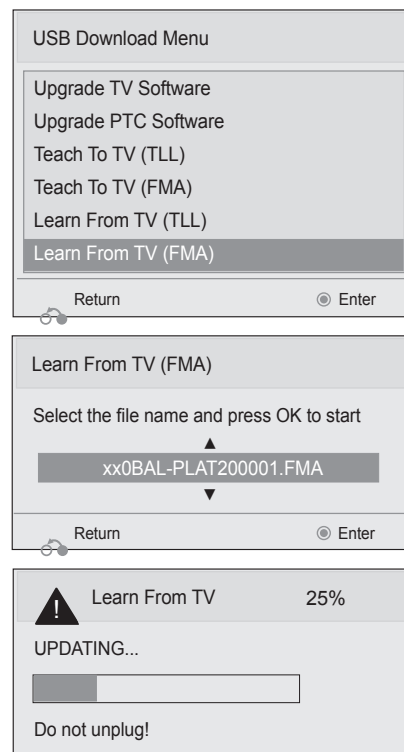 USB Download Menu
Upgrade TV Software
Upgrade PTC Software
Teach To TV (TLL)
Teach To TV (FMA)
Learn From TV (TLL)
Learn From TV (FMA)
Return ◉ Enter
Learn From TV (FMA)
Select the file name and press OK to start
▲
xx0BAL-PLAT200001.FMA
▼
Return ◉ Enter
! Learn From TV 25%
UPDATING...
Do not unplug!